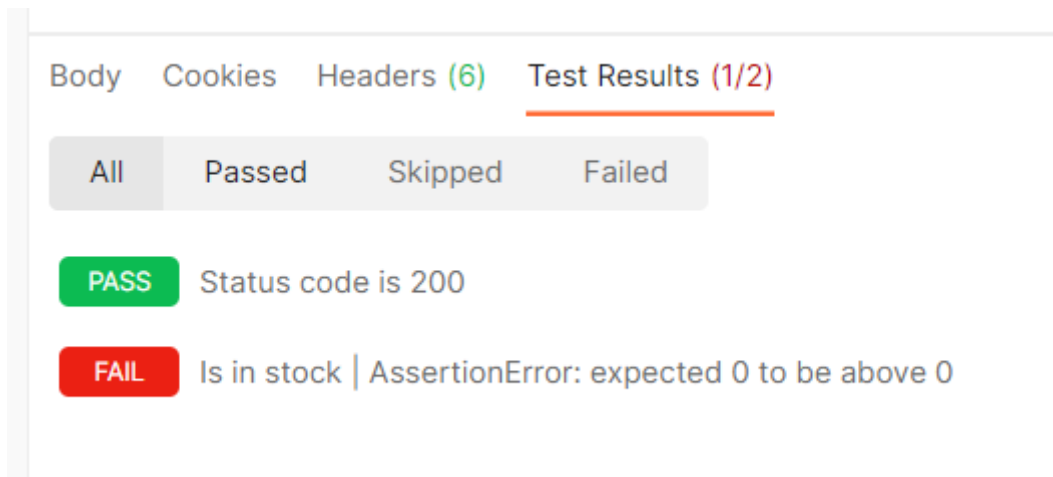 Body Cookies Headers (6) Test Results (1/2)
All Passed Skipped Failed
PASS Status code is 200
FAIL Is in stock | AssertionError: expected 0 to be above 0